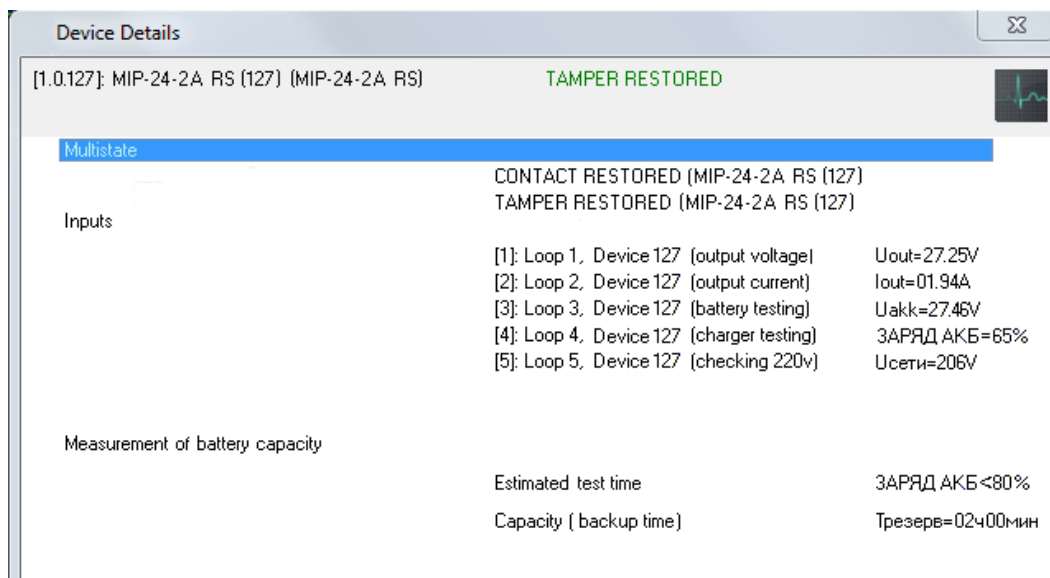 Device Details
[1.0.127]: MIP-24-2A RS (127) (MIP-24-2A RS) TAMPER RESTORED
Multistate
CONTACT RESTORED (MIP-24-2A RS (127)
TAMPER RESTORED (MIP-24-2A RS (127)
Inputs
[1]: Loop 1, Device 127 (output voltage) Uout=27.25V
[2]: Loop 2, Device 127 (output current) Iout=01.94A
[3]: Loop 3, Device 127 (battery testing) Uakk=27.46V
[4]: Loop 4, Device 127 (charger testing) ЗАРЯД АКБ=65%
[5]: Loop 5, Device 127 (checking 220v) Uсети=206V
Measurement of battery capacity
Estimated test time ЗАРЯД АКБ<80%
Capacity ( backup time) Tрезерв=02ч00мин